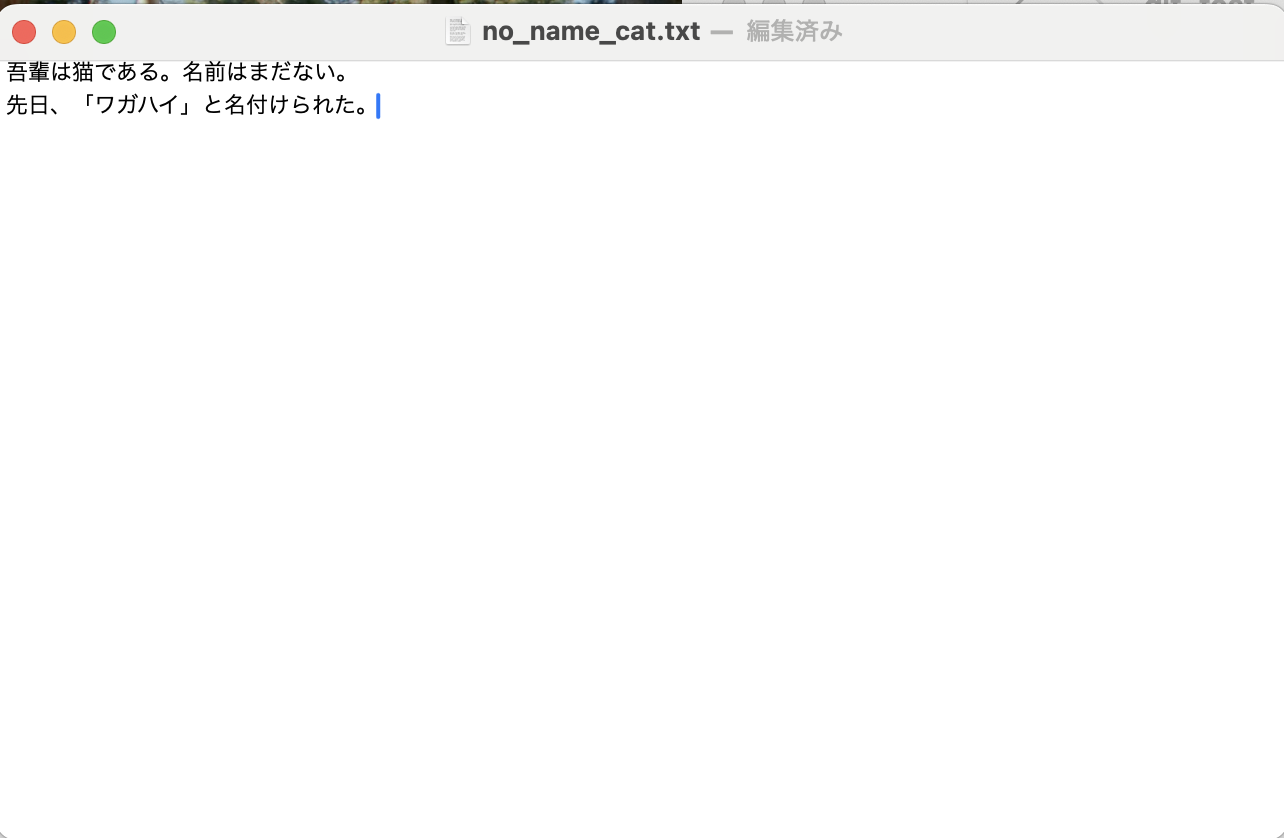 no_name_cat.txt — 編集済み
吾輩は猫である。名前はまだない。
先日、「ワガハイ」と名付けられた。